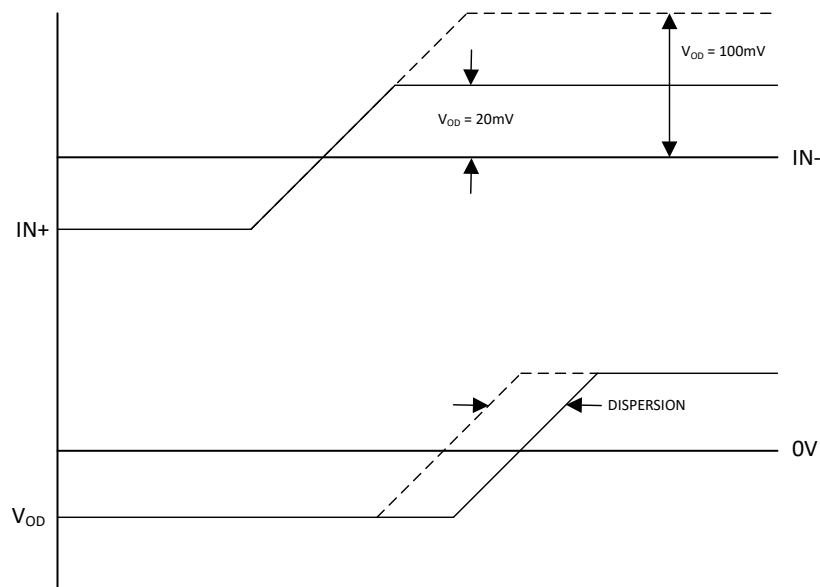 V_OD = 100mV
V_OD = 20mV
IN-
IN+
DISPERSION
0V
V_OD